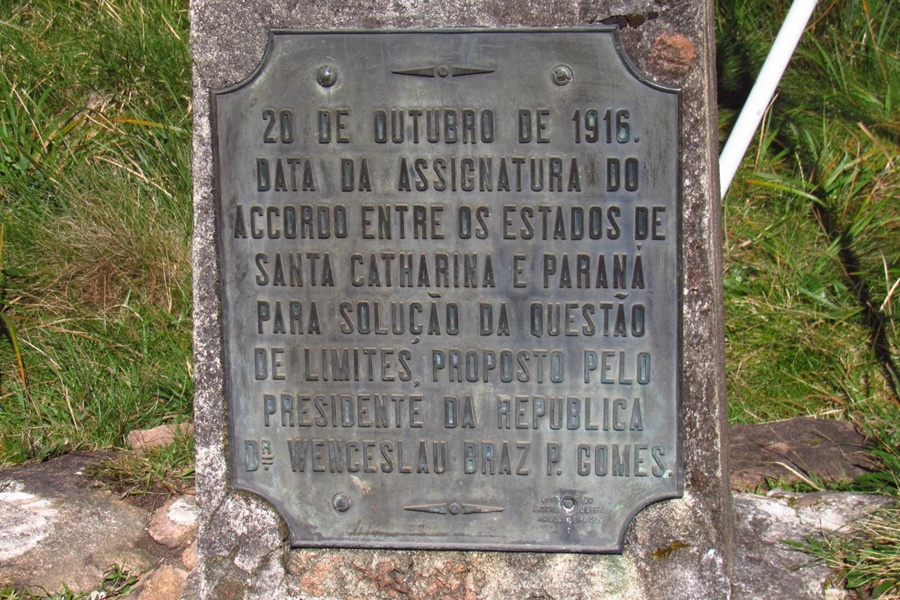 20 DE OUTUBRO DE 1916.
DATA DA ASSIGNATURA DO
ACCORDO ENTRE OS ESTADOS DE
SANTA CATHARINA E PARANÁ
PARA SOLUÇÃO DA QUESTÃO
DE LIMITES, PROPOSTO PELO
PRESIDENTE DA REPUBLICA
DR. WENCESLAU BRAZ P. GOMES.